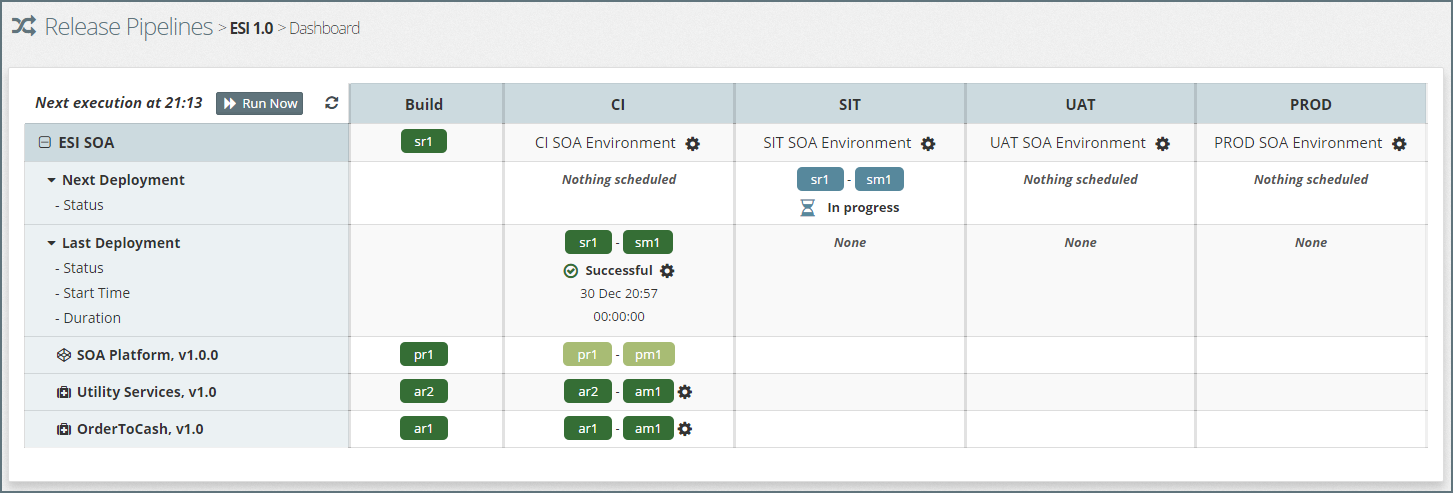 Release Pipelines > ESI 1.0 > Dashboard
Next execution at 21:13 Run Now Build CI SIT UAT PROD
ESI SOA sr1 CI SOA Environment SIT SOA Environment UAT SOA Environment PROD SOA Environment
Next Deployment Nothing scheduled sr1 - sm1 Nothing scheduled Nothing scheduled
- Status In progress
Last Deployment sr1 - sm1 None None None
- Status Successful
- Start Time 30 Dec 20:57
- Duration 00:00:00
SOA Platform, v1.0.0 pr1 pr1 - pm1
Utility Services, v1.0 ar2 ar2 - am1
OrderToCash, v1.0 ar1 ar1 - am1